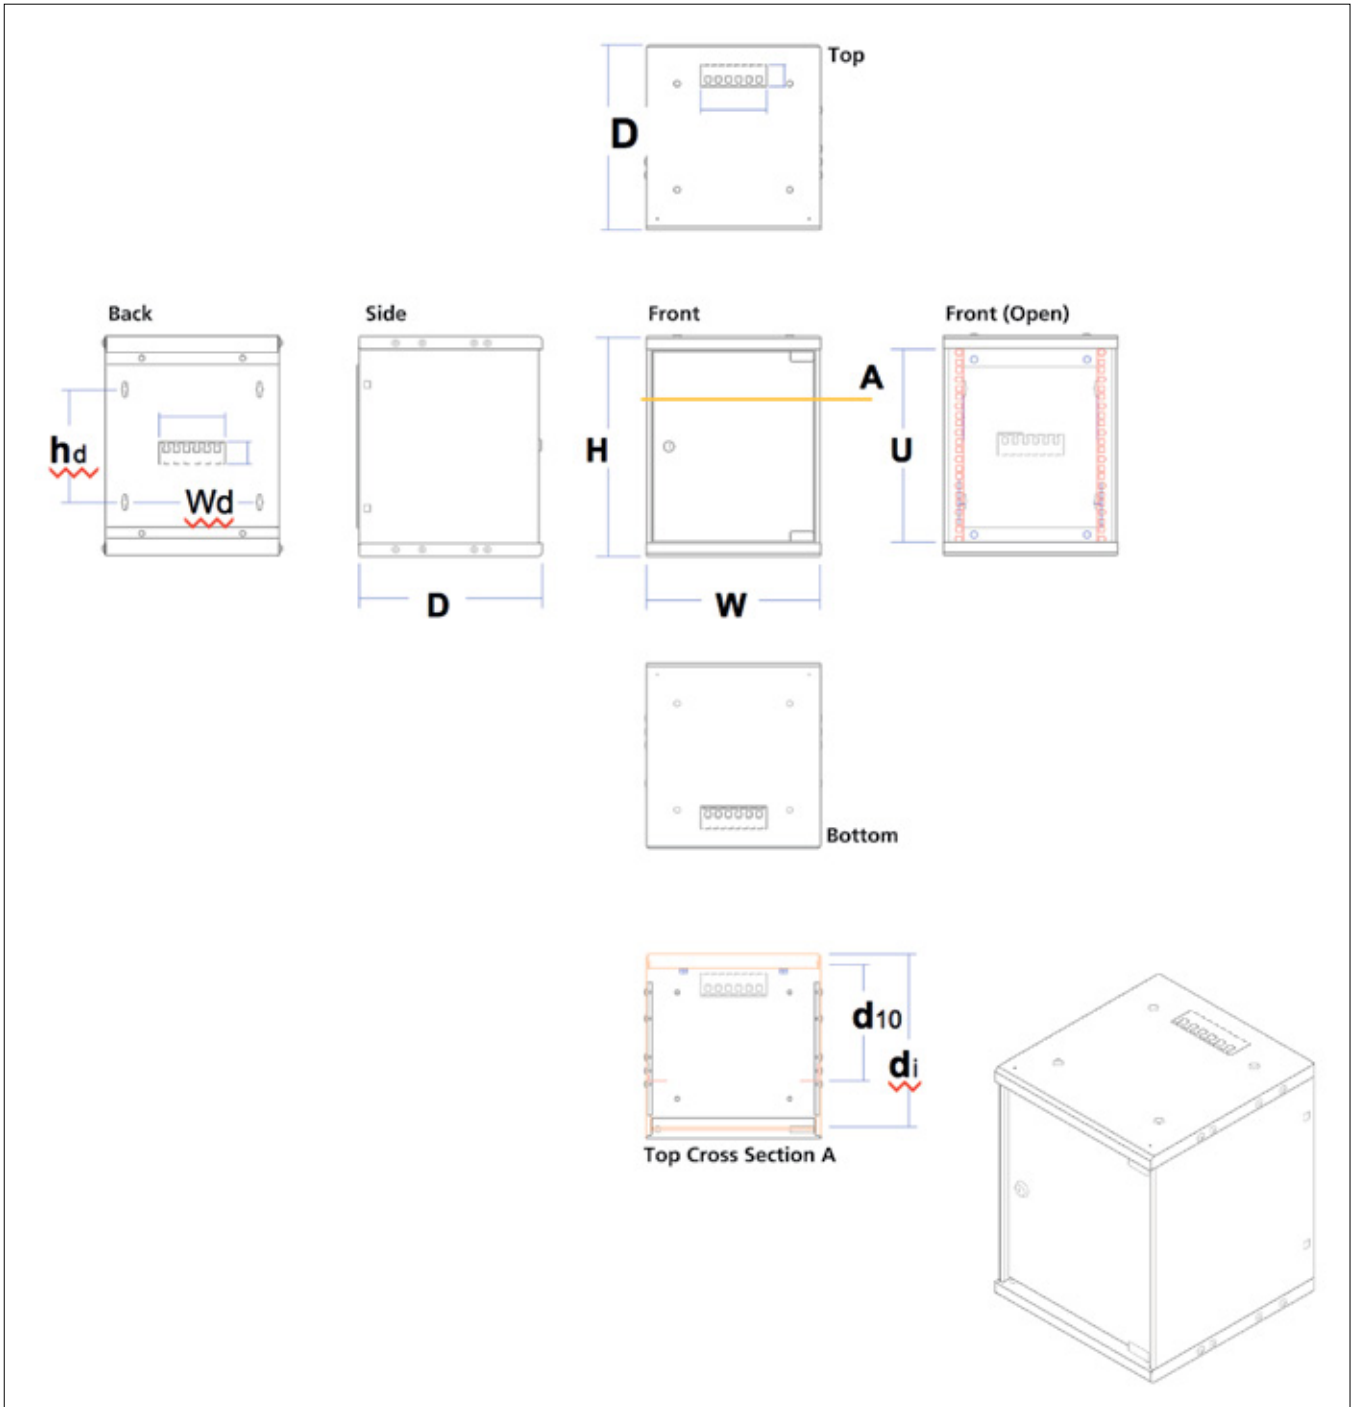 Top
D
Back
Side
Front
Front (Open)
A
hd
H
U
Wd
D
W
Bottom
d10
di
Top Cross Section A